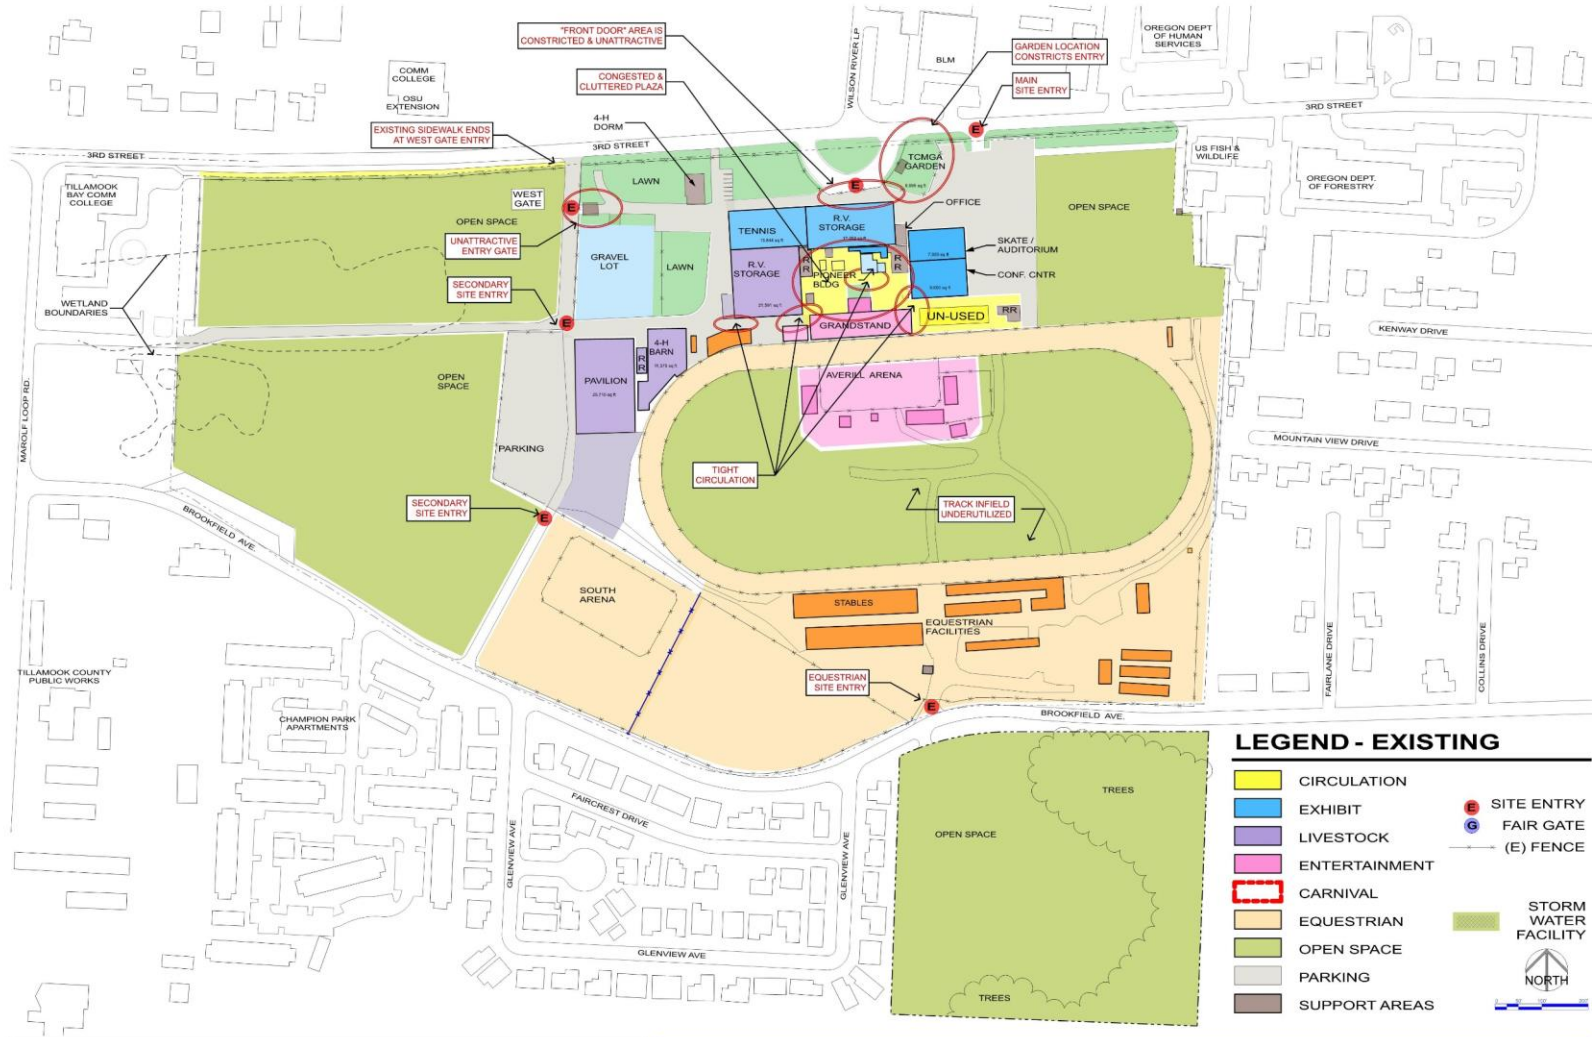 "FRONT DOOR" AREA IS
CONSTRICTED & UNATTRACTIVE
WILSON RIVER LP
BLM
GARDEN LOCATION
CONSTRICTS ENTRY
OREGON DEPT
OF HUMAN
SERVICES
COMM
COLLEGE
OSU
EXTENSION
CONGESTED &
CLUTTERED PLAZA
MAIN
SITE ENTRY
3RD STREET
EXISTING SIDEWALK ENDS
AT WEST GATE ENTRY
4-H
DORM
E
3RD STREET
3RD STREET
US FISH &
WILDLIFE
TILLAMOOK
BAY COMM
COLLEGE
WEST
GATE
LAWN
TCMGA
GARDEN
OREGON DEPT.
OF FORESTRY
E
E
OPEN SPACE
OFFICE
OPEN SPACE
UNATTRACTIVE
ENTRY GATE
TENNIS
R.V.
STORAGE
SKATE /
AUDITORIUM
GRAVEL
LOT
LAWN
R.V.
STORAGE
RR
PIONEER
BLDG
RR
CONF. CNTR
WETLAND
BOUNDARIES
SECONDARY
SITE ENTRY
E
GRANDSTAND
UN-USED
RR
KENWAY DRIVE
4-H
BARN
RR
PAVILION
OPEN
SPACE
AVERILL ARENA
MAROLF LOOP RD.
PARKING
MOUNTAIN VIEW DRIVE
TIGHT
CIRCULATION
TRACK INFIELD
UNDERUTILIZED
SECONDARY
SITE ENTRY
E
BROOKFIELD AVE.
SOUTH
ARENA
STABLES
EQUESTRIAN
FACILITIES
FAIRLANE DRIVE
COLLINS DRIVE
TILLAMOOK COUNTY
PUBLIC WORKS
EQUESTRIAN
SITE ENTRY
E
BROOKFIELD AVE.
CHAMPION PARK
APARTMENTS
FAIRCREST DRIVE
GLENVIEW AVE
GLENVIEW AVE
GLENVIEW AVE
OPEN SPACE
TREES
TREES
LEGEND - EXISTING
CIRCULATION
EXHIBIT
LIVESTOCK
ENTERTAINMENT
CARNIVAL
EQUESTRIAN
OPEN SPACE
PARKING
SUPPORT AREAS
E SITE ENTRY
G FAIR GATE
(E) FENCE
STORM
WATER
FACILITY
NORTH